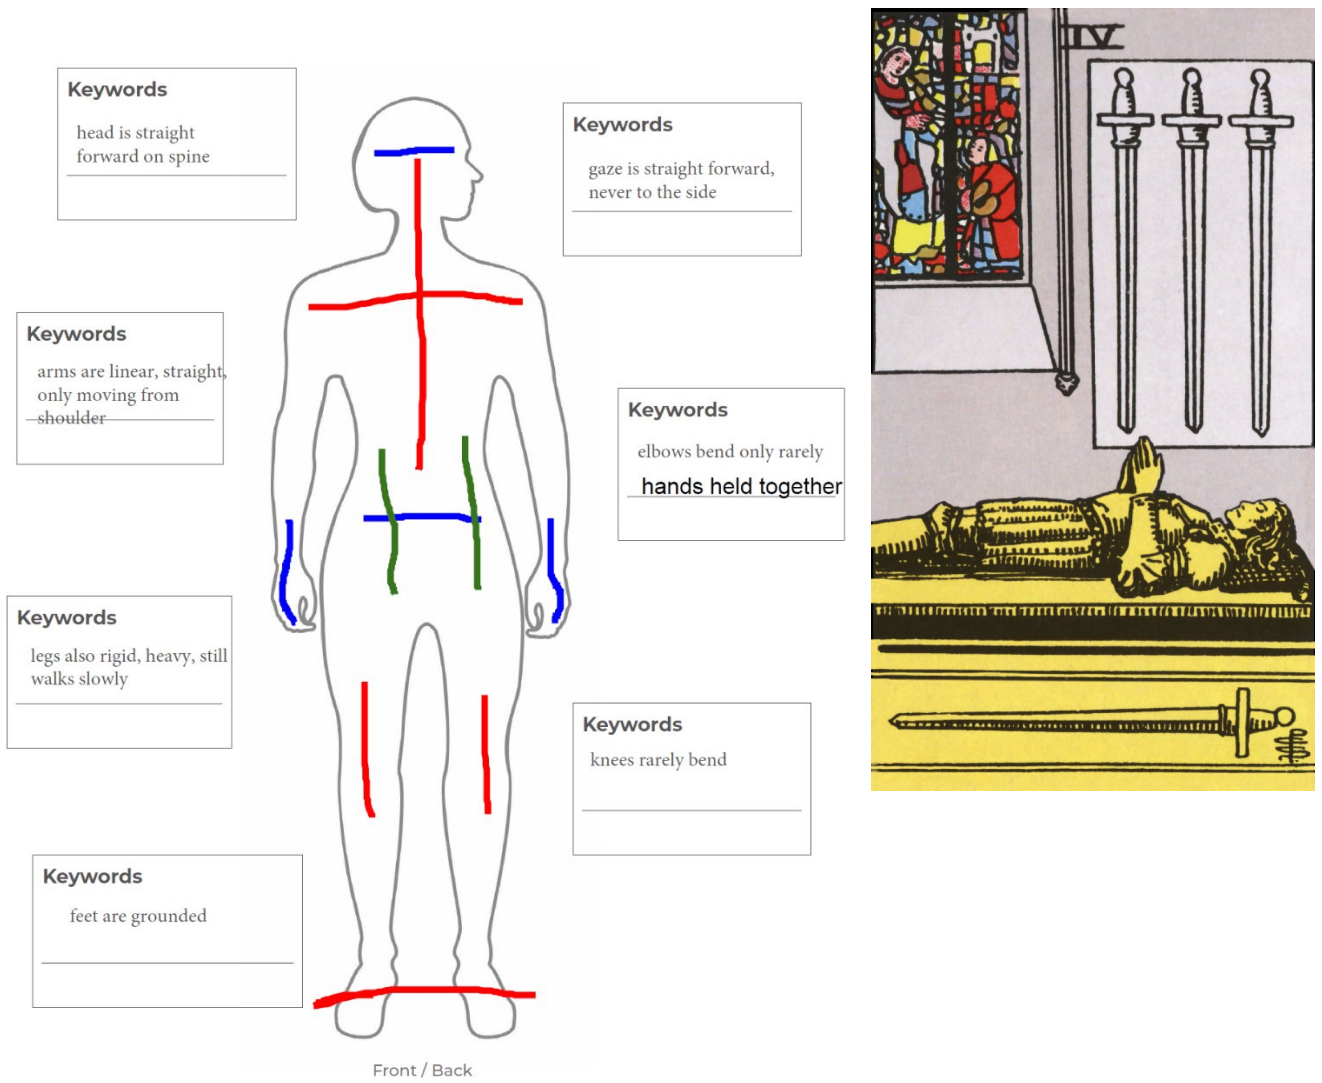 Keywords
head is straight
forward on spine
Keywords
gaze is straight forward,
never to the side
Keywords
arms are linear, straight,
only moving from
shoulder
Keywords
elbows bend only rarely
hands held together
Keywords
legs also rigid, heavy, still
walks slowly
Keywords
knees rarely bend
Keywords
feet are grounded
Front / Back
IV